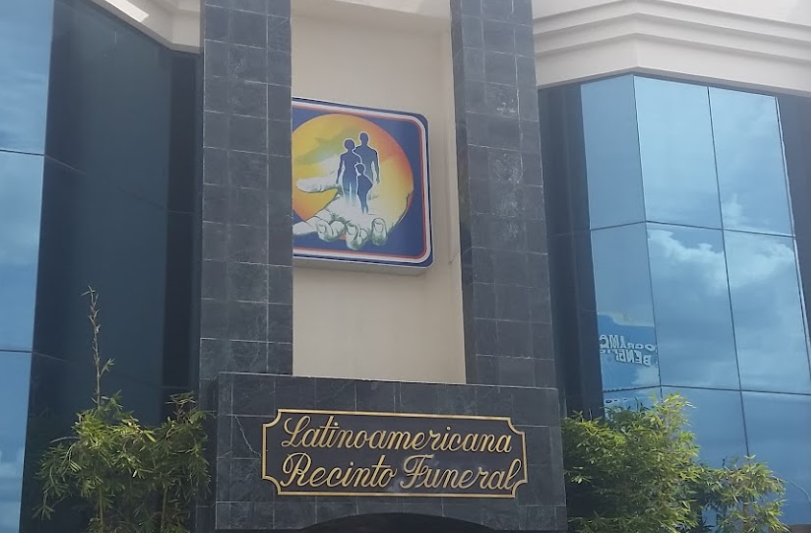 Latinoamericana
Recinto Funeral